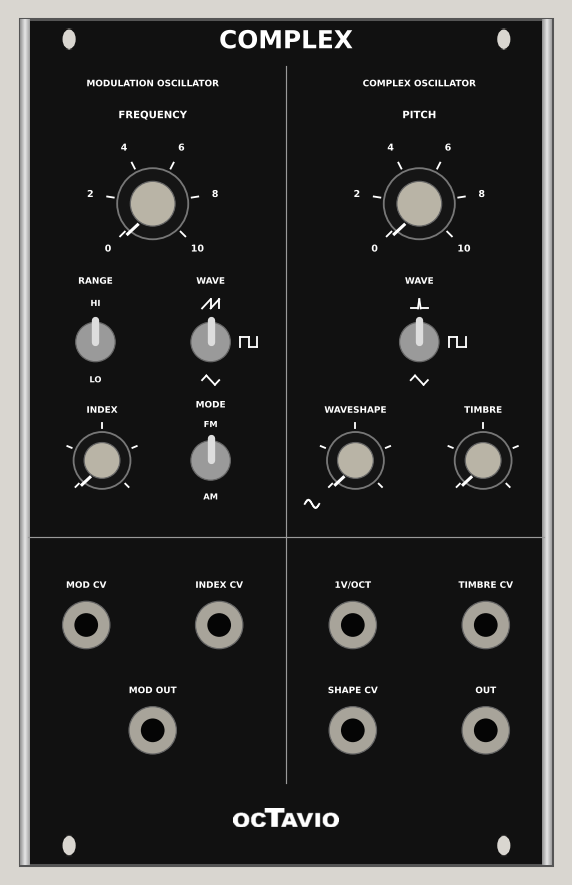 COMPLEX
MODULATION OSCILLATOR
FREQUENCY
4 6
2 8
0 10
RANGE WAVE
HI
LO
INDEX
MODE
FM
AM
COMPLEX OSCILLATOR
PITCH
4 6
2 8
0 10
WAVE
WAVESHAPE TIMBRE
MOD CV INDEX CV
MOD OUT
1V/OCT TIMBRE CV
SHAPE CV OUT
OCTAVIO